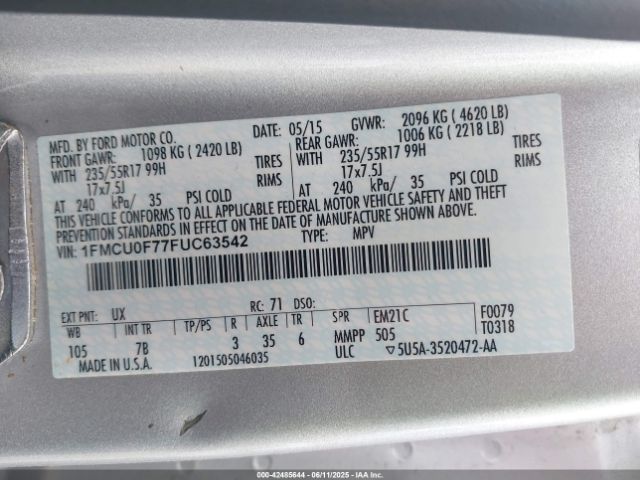 MFD. BY FORD MOTOR CO.
DATE: 05/15 GVWR: 2096 KG ( 4620 LB)
FRONT GAWR: 1098 KG ( 2420 LB) REAR GAWR: 1006 KG ( 2218 LB)
WITH 235/55R17 99H TIRES WITH 235/55R17 99H TIRES
17x7.5J RIMS 17x7.5J RIMS
AT 240 kPa/ 35 PSI COLD AT 240 kPa/ 35 PSI COLD
THIS VEHICLE CONFORMS TO ALL APPLICABLE FEDERAL MOTOR VEHICLE SAFETY AND THEFT
PREVENTION STANDARDS IN EFFECT ON THE DATE OF MANUFACTURE SHOWN ABOVE.
VIN: 1FMCU0F77FUC63542 TYPE: MPV
EXT PNT: UX RC: 71 DSO:
WB INT TR TP/PS R AXLE TR SPR EM21C F0079
105 7B 3 35 6 MMPP 505 T0318
MADE IN U.S.A. 1201505046035 ULC ▽5U5A-3520472-AA
000-42485644 - 06/11/2025 - IAA Inc.